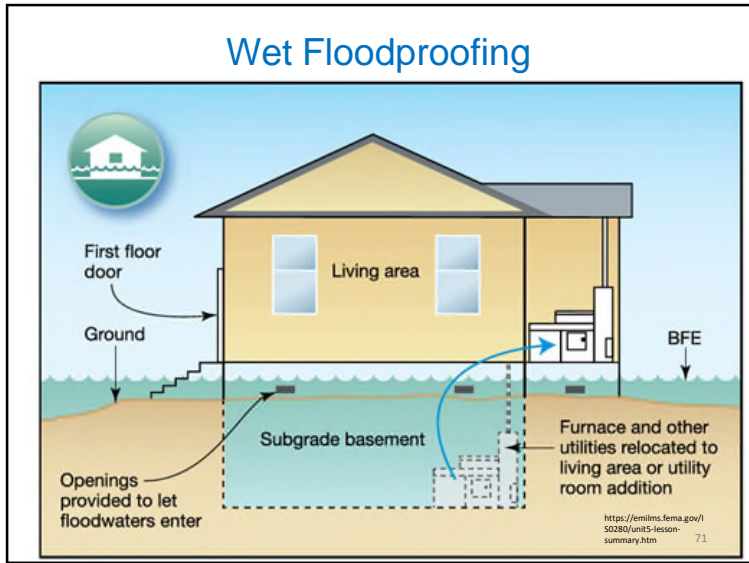 Wet Floodproofing
First floor
door
Living area
Ground
BFE
Subgrade basement
Furnace and other
utilities relocated to
living area or utility
room addition
Openings
provided to let
floodwaters enter
https://emilms.fema.gov/I
S0280/unit5-lesson-
summary.htm
71